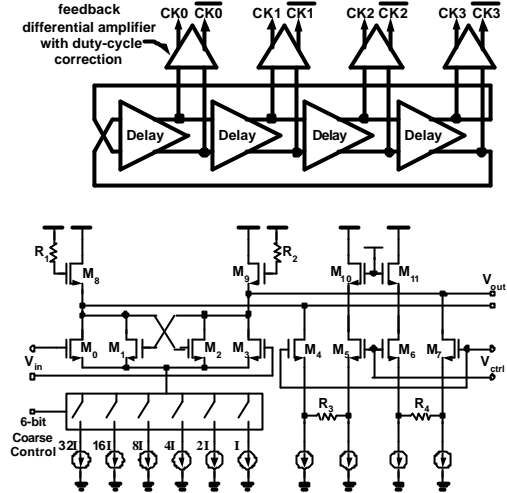 feedback
differential amplifier
with duty-cycle
correction
CK0 CK0 CK1 CK1 CK2 CK2 CK3 CK3
Delay Delay Delay Delay
R1 R2
M8 M9 M10 M11
Vout
M0 M1 M2 M3 M4 M5 M6 M7
Vin
Vctrl
R3 R4
6-bit
Coarse
Control
32I 16I 8I 4I 2I I